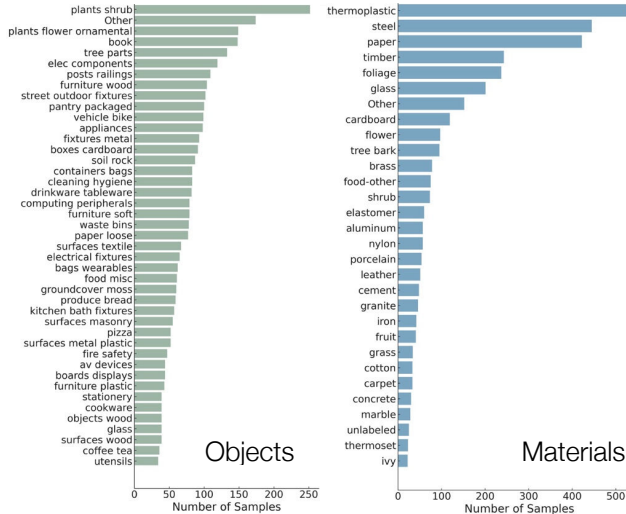 plants shrub
Other
plants flower ornamental
book
tree parts
elec components
posts railings
furniture wood
street outdoor fixtures
pantry packaged
vehicle bike
appliances
fixtures metal
boxes cardboard
soil rock
containers bags
cleaning hygiene
drinkware tableware
computing peripherals
furniture soft
waste bins
paper loose
surfaces textile
electrical fixtures
bags wearables
food misc
groundcover moss
produce bread
kitchen bath fixtures
surfaces masonry
pizza
surfaces metal plastic
fire safety
av devices
boards displays
furniture plastic
stationery
cookware
objects wood
glass
surfaces wood
coffee tea
utensils
Objects
0 50 100 150 200 250
Number of Samples
thermoplastic
steel
paper
timber
foliage
glass
Other
cardboard
flower
tree bark
brass
food-other
shrub
elastomer
aluminum
nylon
porcelain
leather
cement
granite
iron
fruit
grass
cotton
carpet
concrete
marble
unlabeled
thermoset
ivy
Materials
0 100 200 300 400 500
Number of Samples